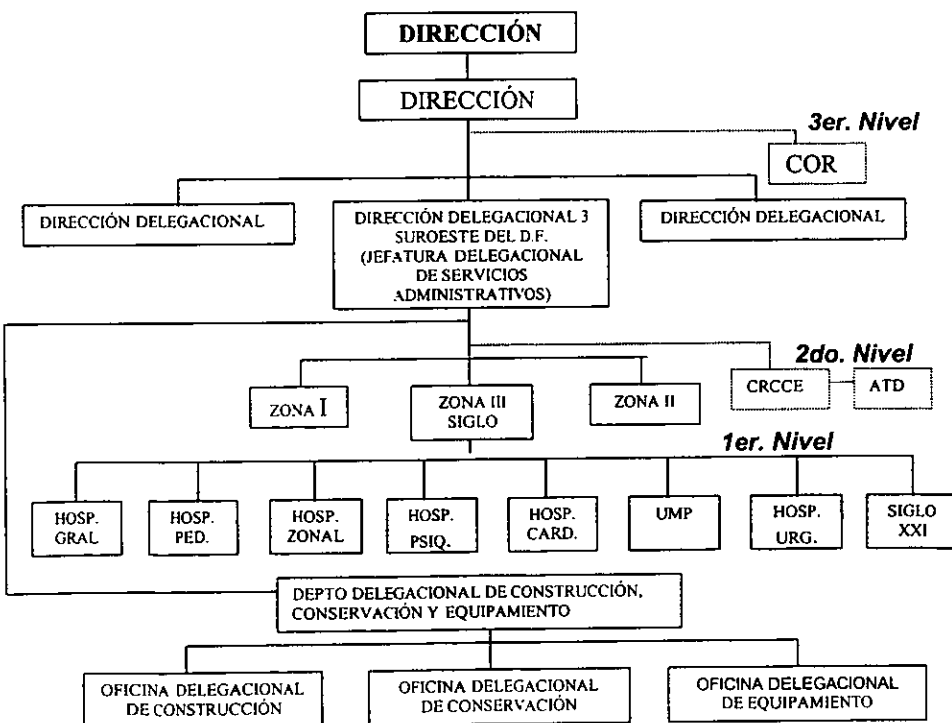 DIRECCIÓN
DIRECCIÓN
3er. Nivel
COR
DIRECCIÓN DELEGACIONAL
DIRECCIÓN DELEGACIONAL 3
SUROESTE DEL D.F.
(JEFATURA DELEGACIONAL
DE SERVICIOS
ADMINISTRATIVOS)
DIRECCIÓN DELEGACIONAL
2do. Nivel
ZONA I
ZONA III
SIGLO
ZONA II
CRCCE
ATD
1er. Nivel
HOSP.
GRAL
HOSP.
PED.
HOSP.
ZONAL
HOSP.
PSIQ.
HOSP.
CARD.
UMP
HOSP.
URG.
SIGLO
XXI
DEPTO DELEGACIONAL DE CONSTRUCCIÓN,
CONSERVACIÓN Y EQUIPAMIENTO
OFICINA DELEGACIONAL
DE CONSTRUCCIÓN
OFICINA DELEGACIONAL
DE CONSERVACIÓN
OFICINA DELEGACIONAL
DE EQUIPAMIENTO